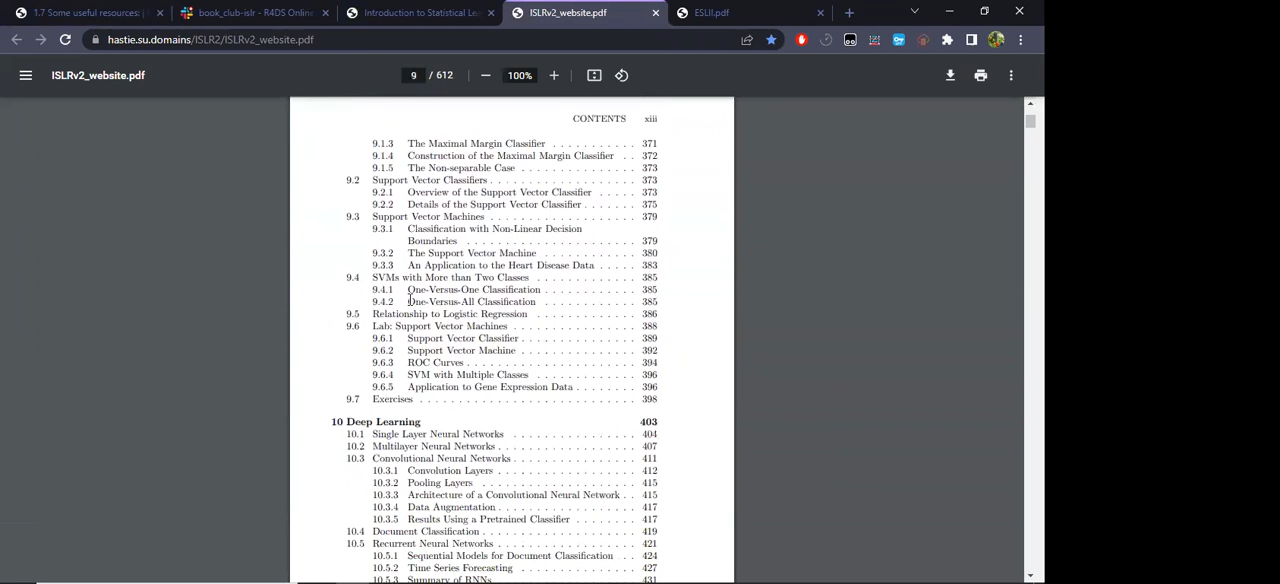 1.7 Some useful resources: j
book_club-islr - R4DS Online
Introduction to Statistical Lea
ISLRv2_website.pdf
ESLII.pdf
hastie.su.domains/ISLR2/ISLRv2_website.pdf
ISLRv2_website.pdf
9 / 612
100%
CONTENTS xiii
9.1.3 The Maximal Margin Classifier . . . . . . . . . . . 371
9.1.4 Construction of the Maximal Margin Classifier . . 372
9.1.5 The Non-separable Case . . . . . . . . . . . . . . . 373
9.2 Support Vector Classifiers . . . . . . . . . . . . . . . . . . . 373
9.2.1 Overview of the Support Vector Classifier . . . . . 373
9.2.2 Details of the Support Vector Classifier . . . . . . . 375
9.3 Support Vector Machines . . . . . . . . . . . . . . . . . . . 379
9.3.1 Classification with Non-Linear Decision
Boundaries . . . . . . . . . . . . . . . . . . . . . . 379
9.3.2 The Support Vector Machine . . . . . . . . . . . . 380
9.3.3 An Application to the Heart Disease Data . . . . . 383
9.4 SVMs with More than Two Classes . . . . . . . . . . . . . . 385
9.4.1 One-Versus-One Classification . . . . . . . . . . . . 385
9.4.2 One-Versus-All Classification . . . . . . . . . . . . 385
9.5 Relationship to Logistic Regression . . . . . . . . . . . . . 386
9.6 Lab: Support Vector Machines . . . . . . . . . . . . . . . . 388
9.6.1 Support Vector Classifier . . . . . . . . . . . . . . . 389
9.6.2 Support Vector Machine . . . . . . . . . . . . . . . 392
9.6.3 ROC Curves . . . . . . . . . . . . . . . . . . . . . . 394
9.6.4 SVM with Multiple Classes . . . . . . . . . . . . . 396
9.6.5 Application to Gene Expression Data . . . . . . . . 396
9.7 Exercises . . . . . . . . . . . . . . . . . . . . . . . . . . . . 398
10 Deep Learning 403
10.1 Single Layer Neural Networks . . . . . . . . . . . . . . . . 404
10.2 Multilayer Neural Networks . . . . . . . . . . . . . . . . . . 407
10.3 Convolutional Neural Networks . . . . . . . . . . . . . . . . 411
10.3.1 Convolution Layers . . . . . . . . . . . . . . . . . . 412
10.3.2 Pooling Layers . . . . . . . . . . . . . . . . . . . . 415
10.3.3 Architecture of a Convolutional Neural Network . . 415
10.3.4 Data Augmentation . . . . . . . . . . . . . . . . . . 417
10.3.5 Results Using a Pretrained Classifier . . . . . . . . 417
10.4 Document Classification . . . . . . . . . . . . . . . . . . . . 419
10.5 Recurrent Neural Networks . . . . . . . . . . . . . . . . . . 421
10.5.1 Sequential Models for Document Classification . . . 424
10.5.2 Time Series Forecasting . . . . . . . . . . . . . . . 427
10.5.3 Summary of RNNs . . . . . . . . . . . . . . . . . . 431